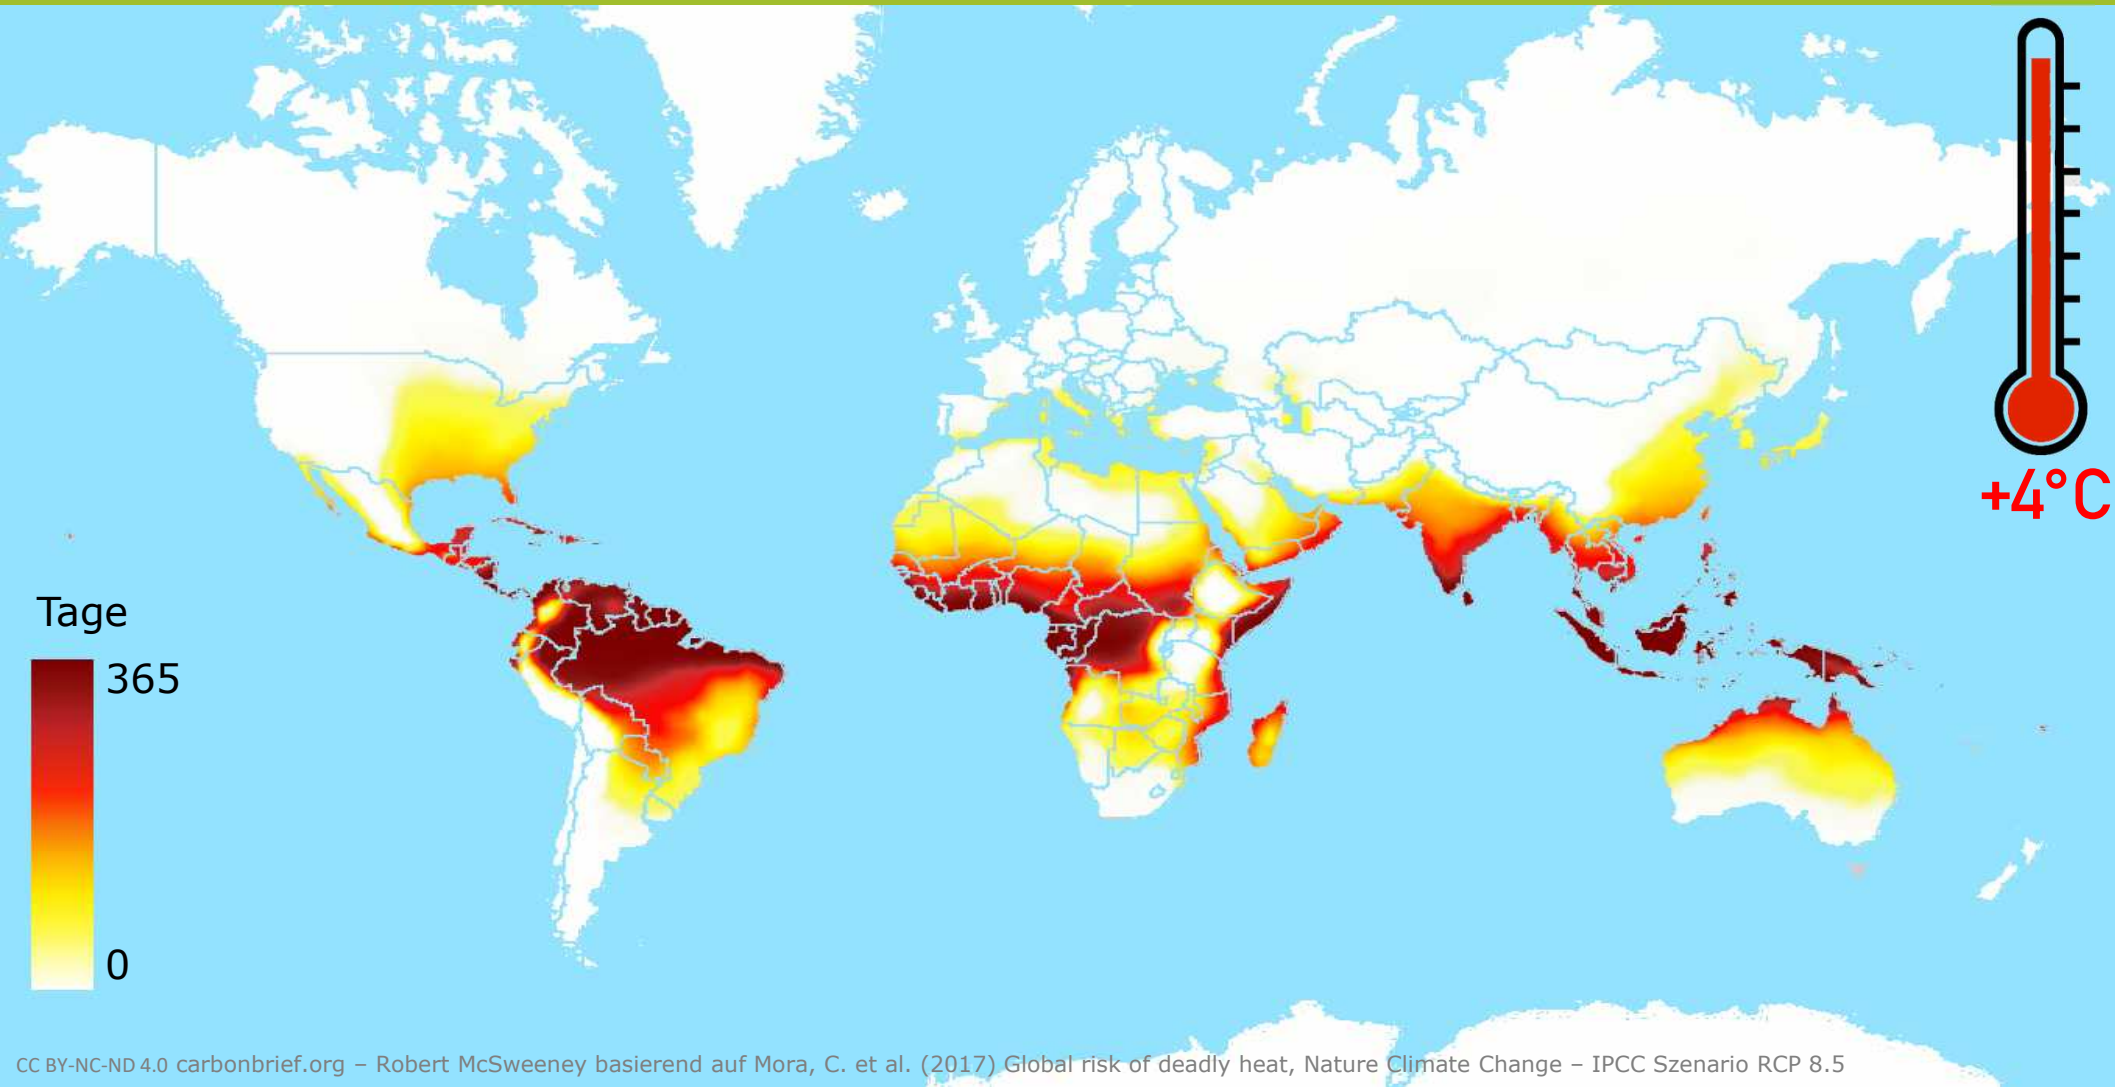 +4°C
Tage
365
0
CC BY-NC-ND 4.0 carbonbrief.org – Robert McSweeney basierend auf Mora, C. et al. (2017) Global risk of deadly heat, Nature Climate Change – IPCC Szenario RCP 8.5